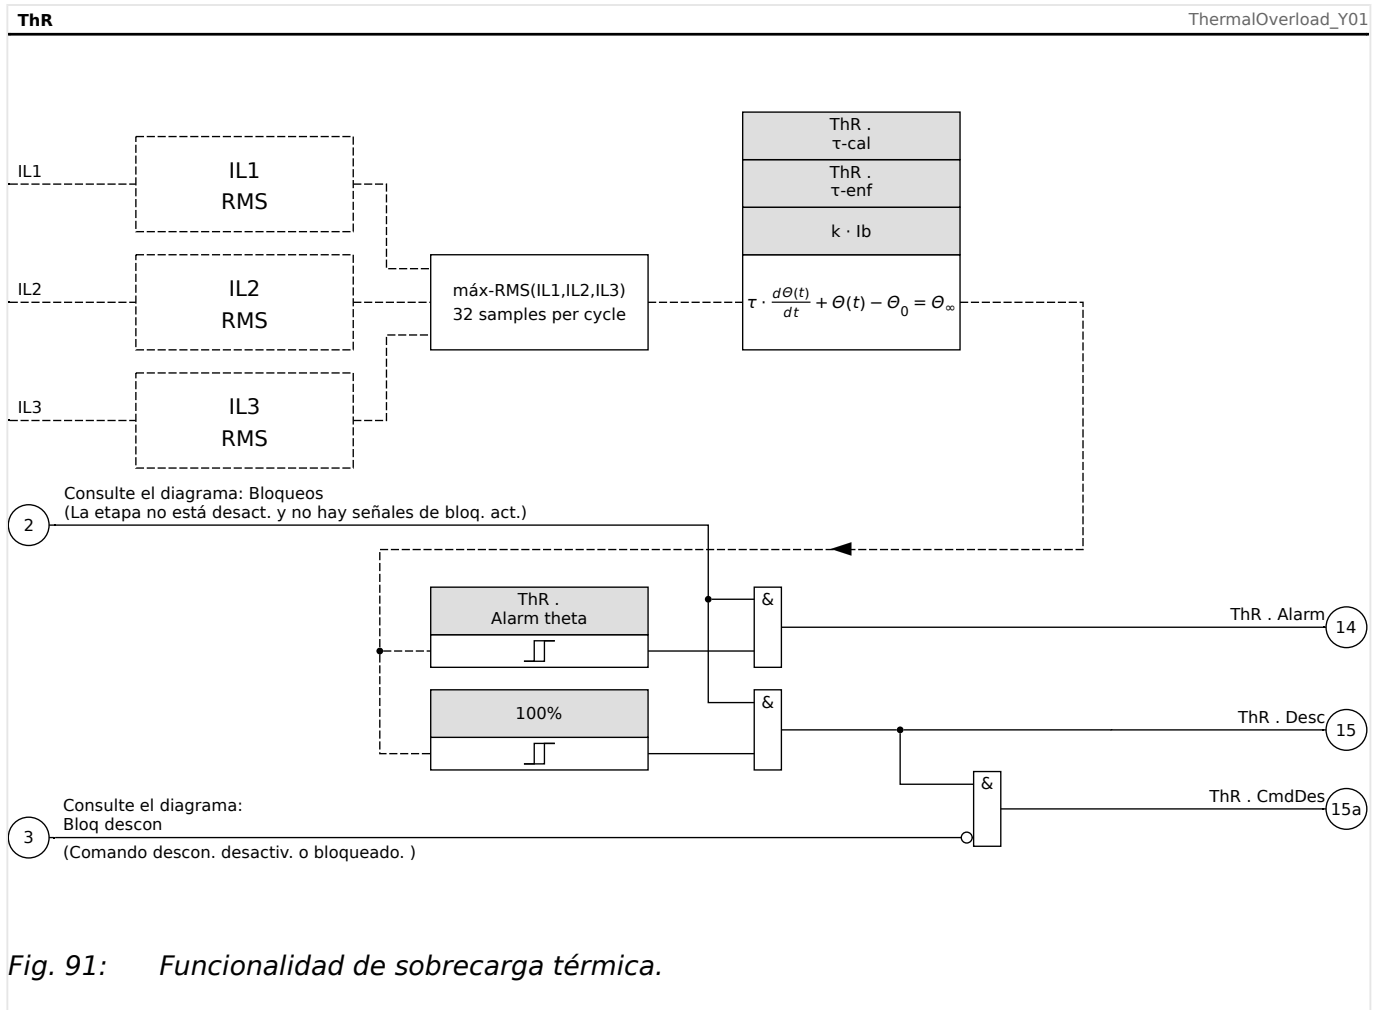 ThR
ThermalOverload_Y01
IL1
IL1
RMS
IL2
IL2
RMS
IL3
IL3
RMS
máx-RMS(IL1,IL2,IL3)
32 samples per cycle
ThR .
τ-cal
ThR .
τ-enf
k · Ib
τ · dΘ(t)/dt + Θ(t) − Θ0 = Θ∞
2
Consulte el diagrama: Bloqueos
(La etapa no está desact. y no hay señales de bloq. act.)
ThR .
Alarm theta
&
ThR . Alarm
14
100%
&
ThR . Desc
15
&
ThR . CmdDes
15a
3
Consulte el diagrama:
Bloq descon
(Comando descon. desactiv. o bloqueado. )
Fig. 91: Funcionalidad de sobrecarga térmica.